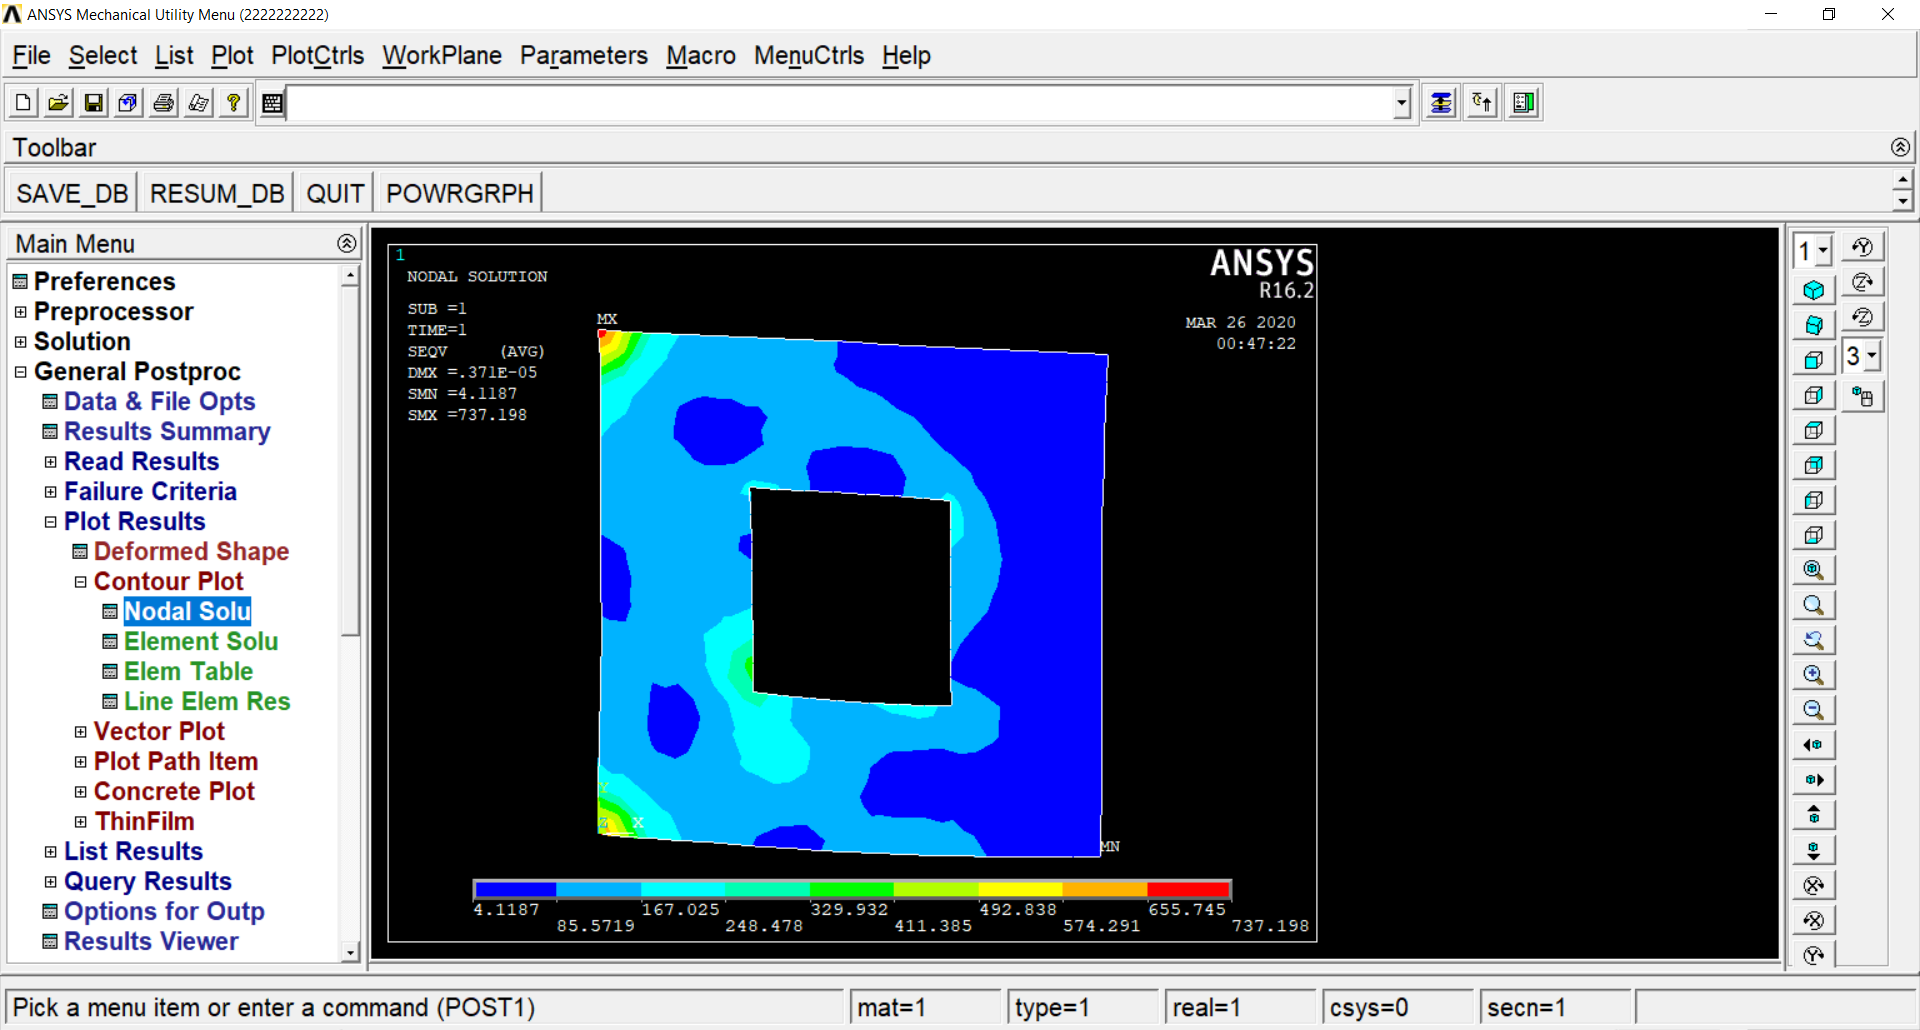 ANSYS Mechanical Utility Menu (2222222222)
File Select List Plot PlotCtrls WorkPlane Parameters Macro MenuCtrls Help
Toolbar
SAVE_DB RESUM_DB QUIT POWRGRPH
Main Menu
Preferences
Preprocessor
Solution
General Postproc
Data & File Opts
Results Summary
Read Results
Failure Criteria
Plot Results
Deformed Shape
Contour Plot
Nodal Solu
Element Solu
Elem Table
Line Elem Res
Vector Plot
Plot Path Item
Concrete Plot
ThinFilm
List Results
Query Results
Options for Outp
Results Viewer
1
NODAL SOLUTION
SUB =1
TIME=1
SEQV (AVG)
DMX =.371E-05
SMN =4.1187
SMX =737.198
ANSYS
R16.2
MAR 26 2020
00:47:22
MX
Y
Z X
MN
4.1187 167.025 329.932 492.838 655.745
85.5719 248.478 411.385 574.291 737.198
1
3
Pick a menu item or enter a command (POST1) mat=1 type=1 real=1 csys=0 secn=1